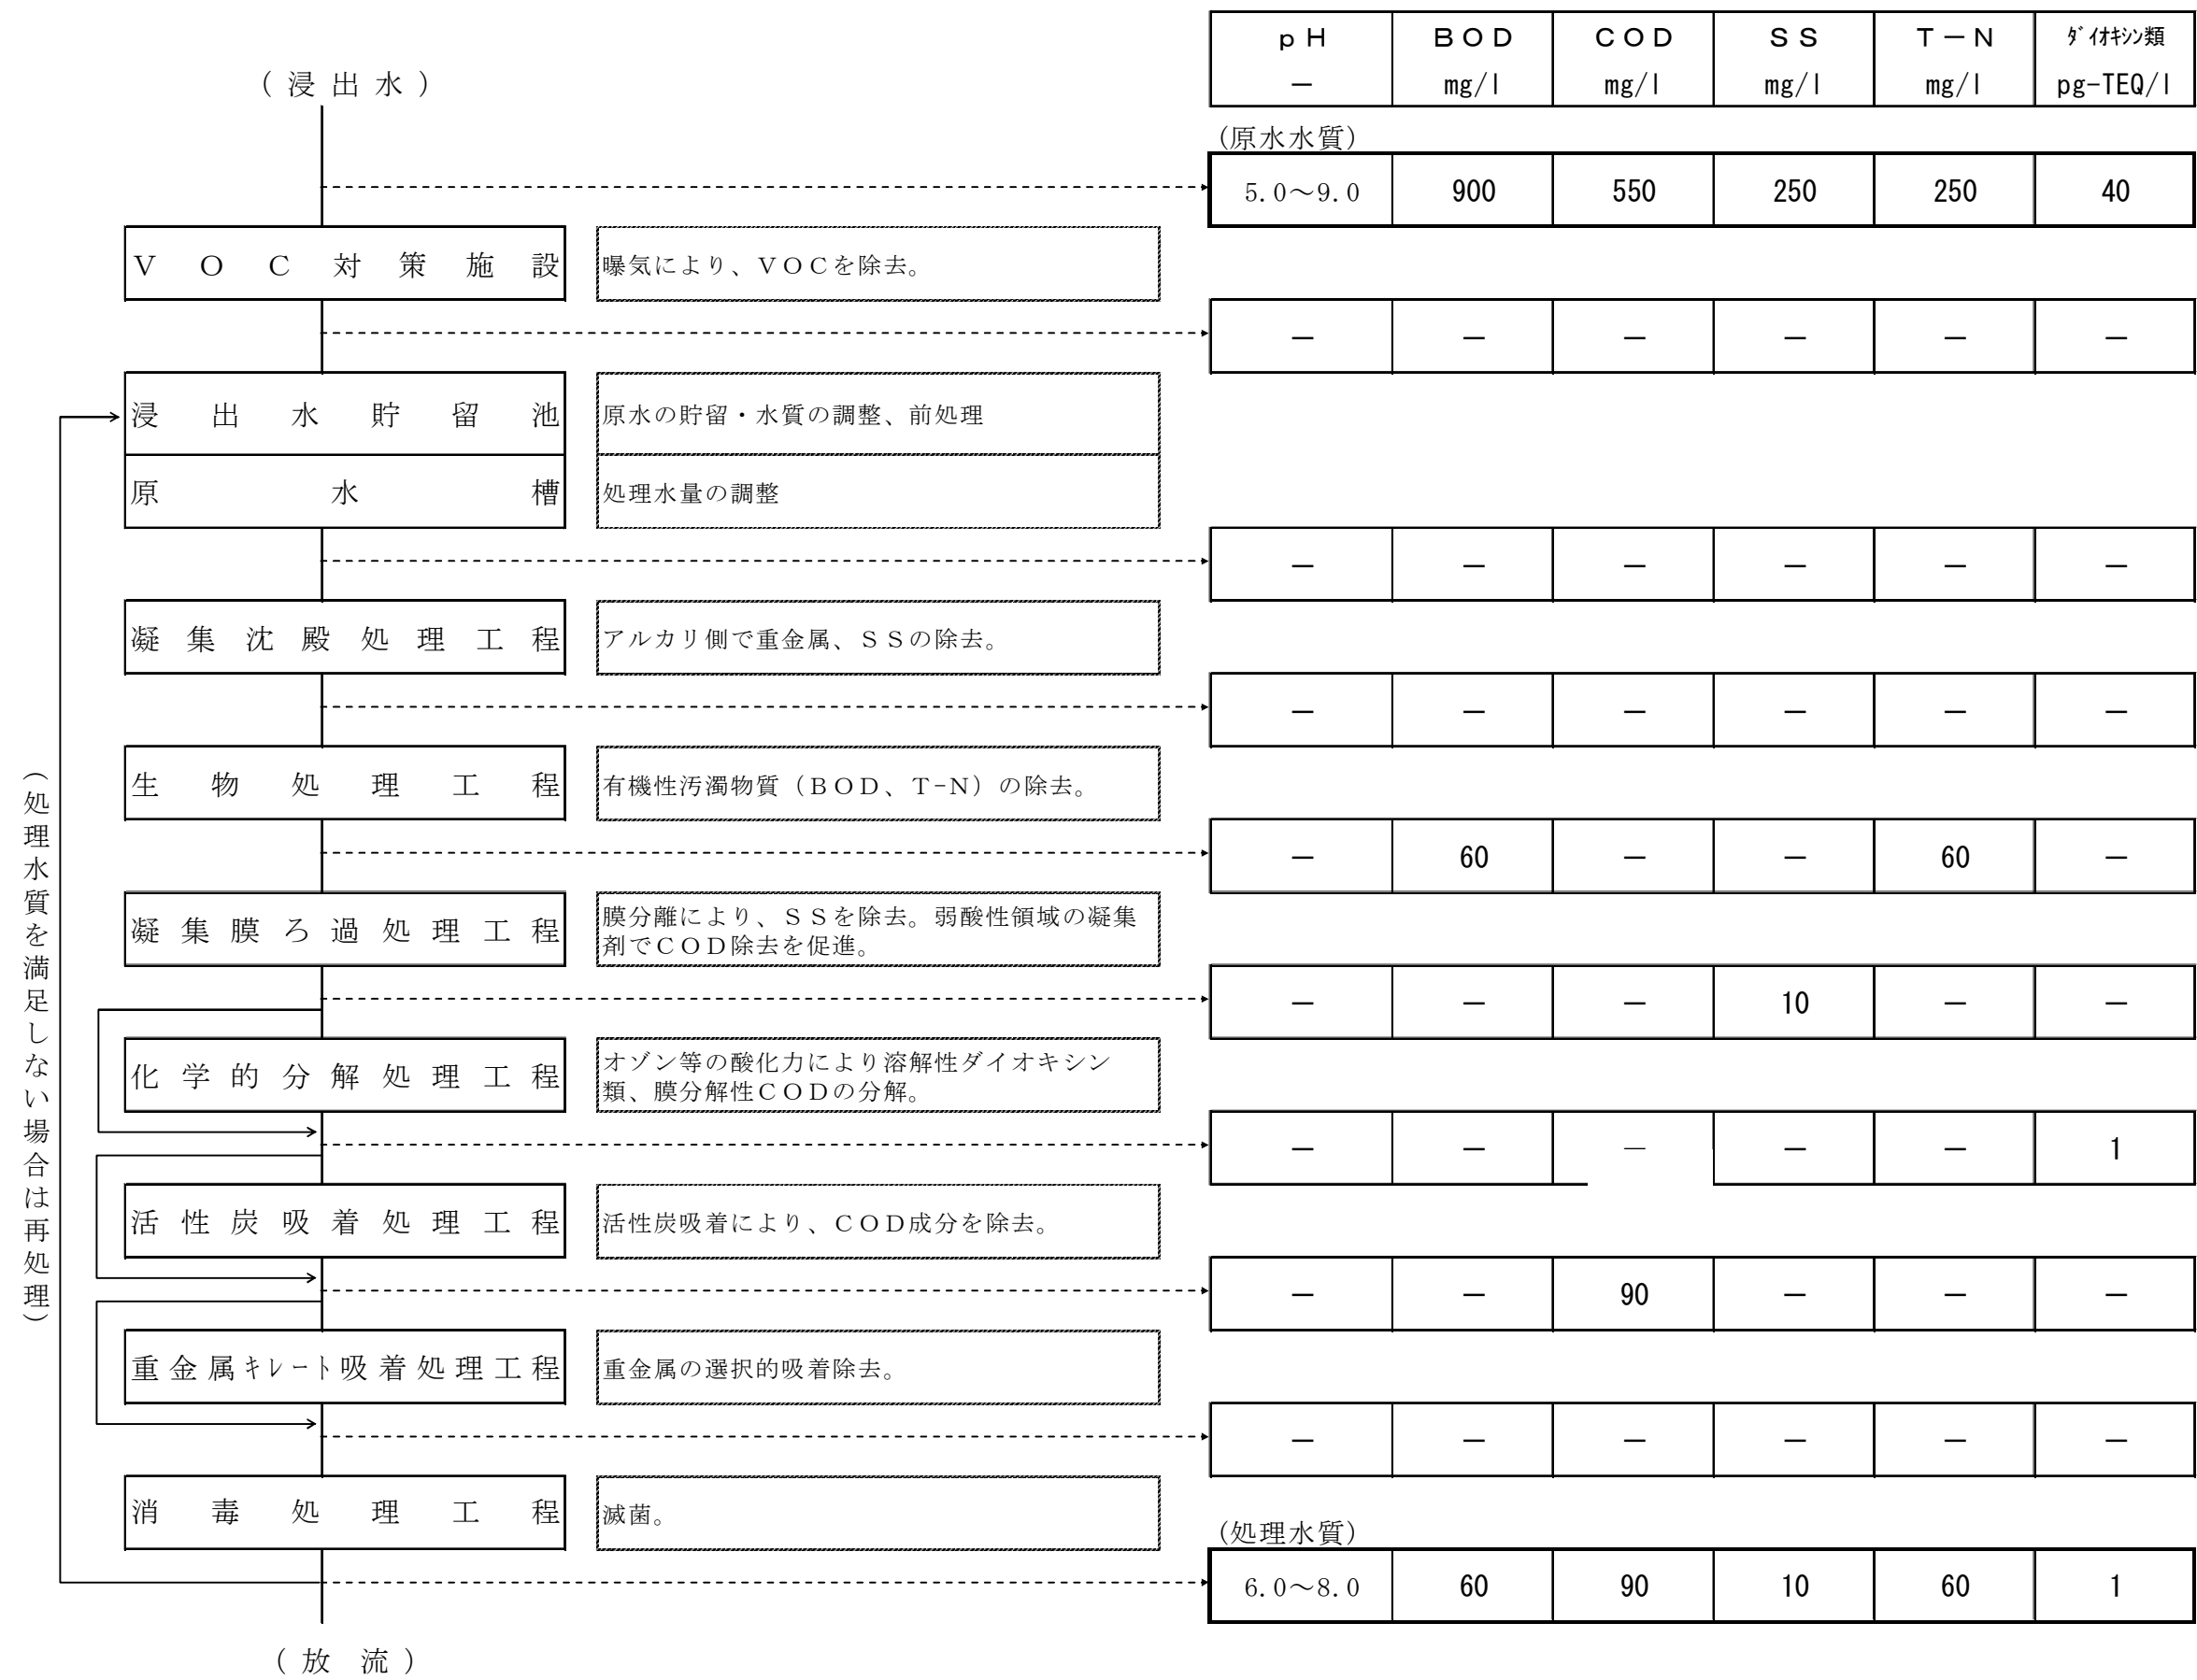 ｐＨ ＢＯＤ ＣＯＤ ＳＳ Ｔ－Ｎ ﾀﾞｲｵｷｼﾝ類
－ mg/l mg/l mg/l mg/l pg-TEQ/l
（浸出水）
(原水水質)
5.0～9.0 900 550 250 250 40
ＶＯＣ対策施設 曝気により、ＶＯＣを除去。
－ － － － － －
浸出水貯留池 原水の貯留・水質の調整、前処理
原水槽 処理水量の調整
－ － － － － －
凝集沈殿処理工程 アルカリ側で重金属、ＳＳの除去。
－ － － － － －
生物処理工程 有機性汚濁物質（ＢＯＤ、Ｔ-Ｎ）の除去。
－ 60 － － 60 －
凝集膜ろ過処理工程 膜分離により、ＳＳを除去。弱酸性領域の凝集
剤でＣＯＤ除去を促進。
－ － － 10 － －
化学的分解処理工程 オゾン等の酸化力により溶解性ダイオキシン
類、膜分解性ＣＯＤの分解。
－ － － － － 1
活性炭吸着処理工程 活性炭吸着により、ＣＯＤ成分を除去。
－ － 90 － － －
重金属ｷﾚｰﾄ吸着処理工程 重金属の選択的吸着除去。
－ － － － － －
消毒処理工程 滅菌。
(処理水質)
6.0～8.0 60 90 10 60 1
（放流）
（処理水質を満足しない場合は再処理）